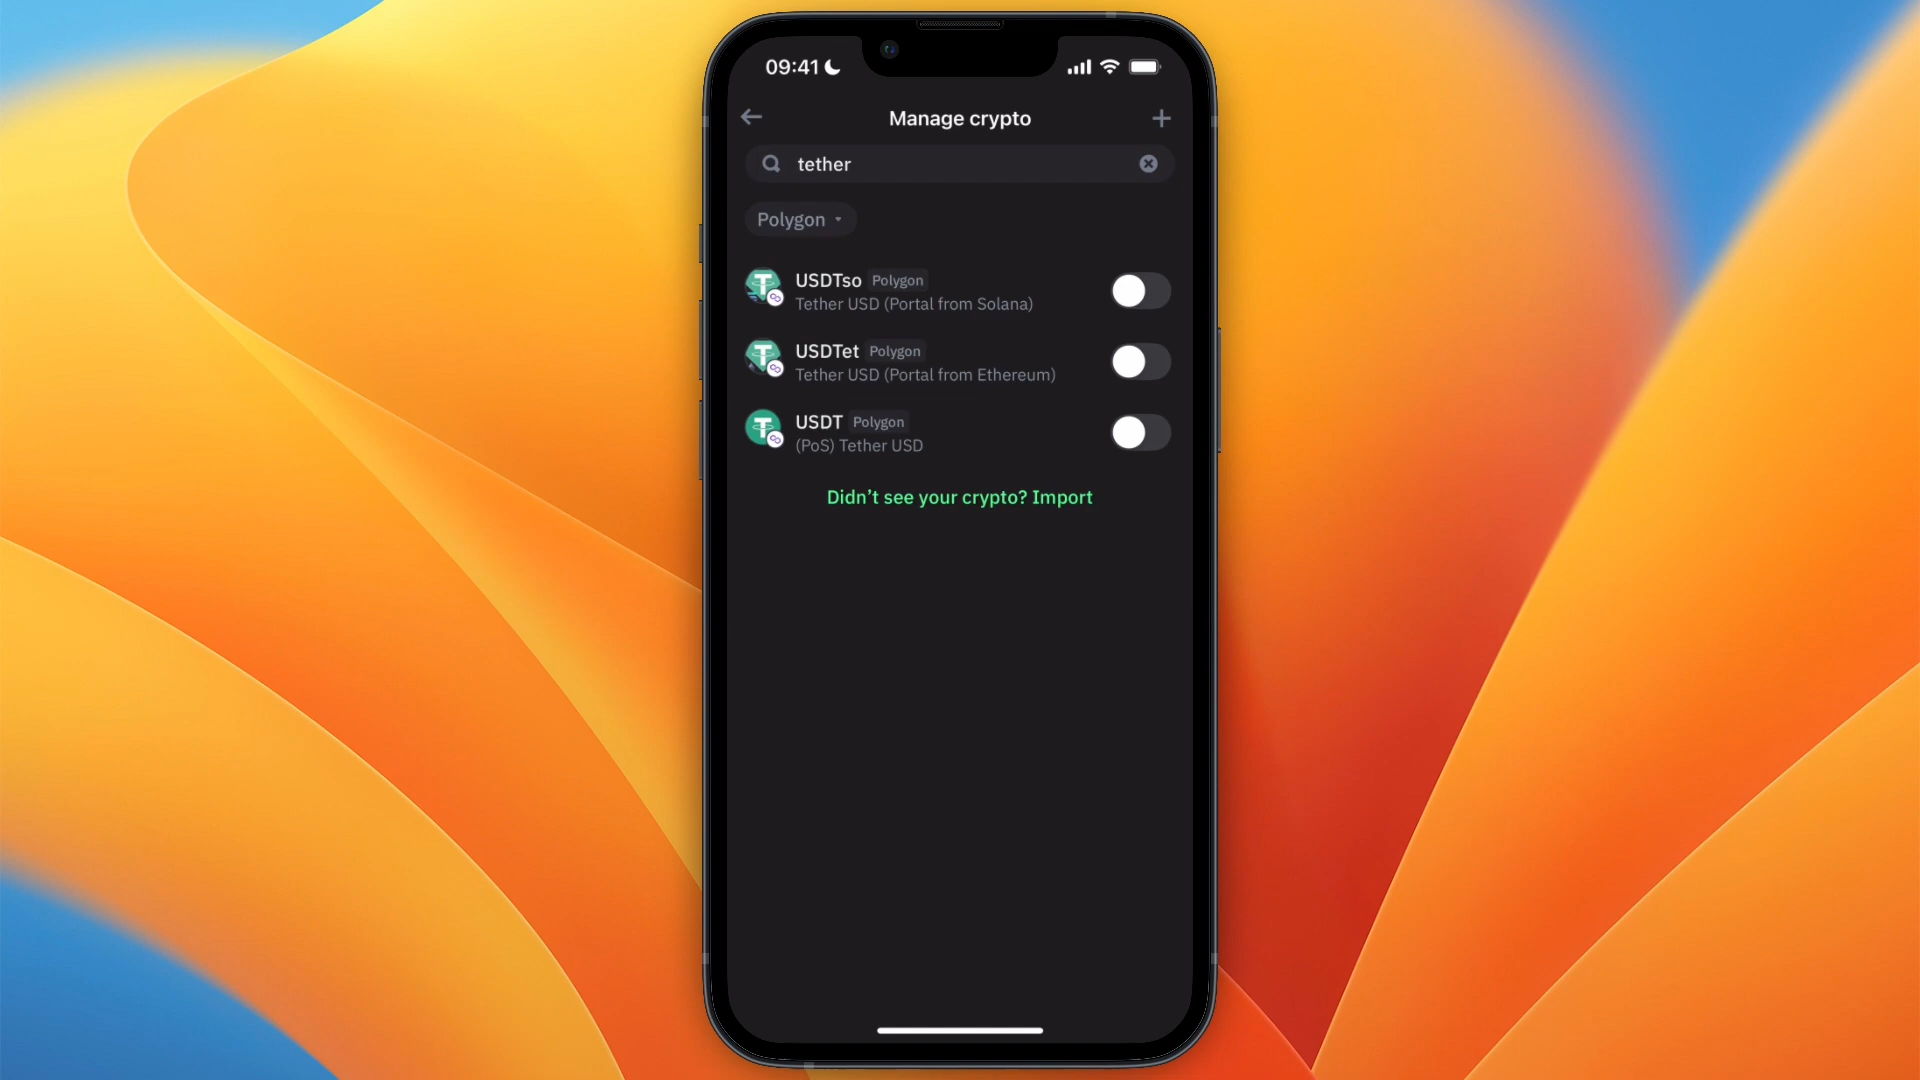 09:41
Manage crypto
tether
Polygon
USDTso Polygon
Tether USD (Portal from Solana)
USDTet Polygon
Tether USD (Portal from Ethereum)
USDT Polygon
(PoS) Tether USD
Didn't see your crypto? Import